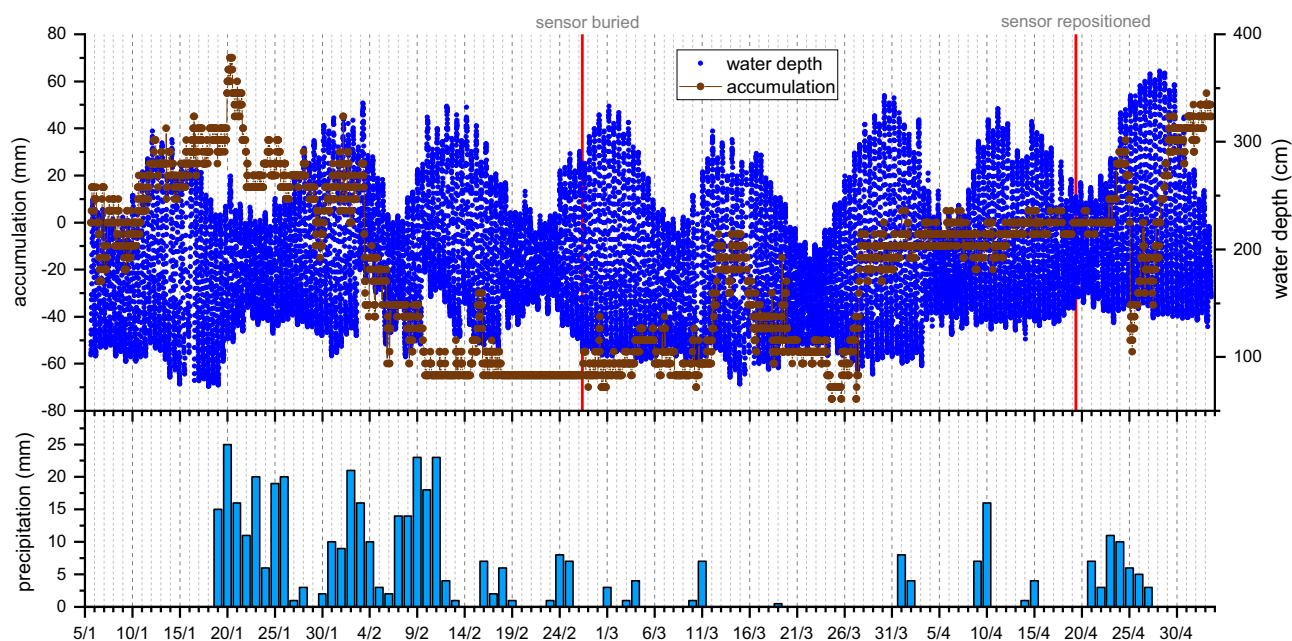 sensor buried
sensor repositioned
80
60
40
20
0
-20
-40
-60
-80
accumulation (mm)
water depth
accumulation
400
300
200
100
water depth (cm)
25
20
15
10
5
0
precipitation (mm)
5/1 10/1 15/1 20/1 25/1 30/1 4/2 9/2 14/2 19/2 24/2 1/3 6/3 11/3 16/3 21/3 26/3 31/3 5/4 10/4 15/4 20/4 25/4 30/4